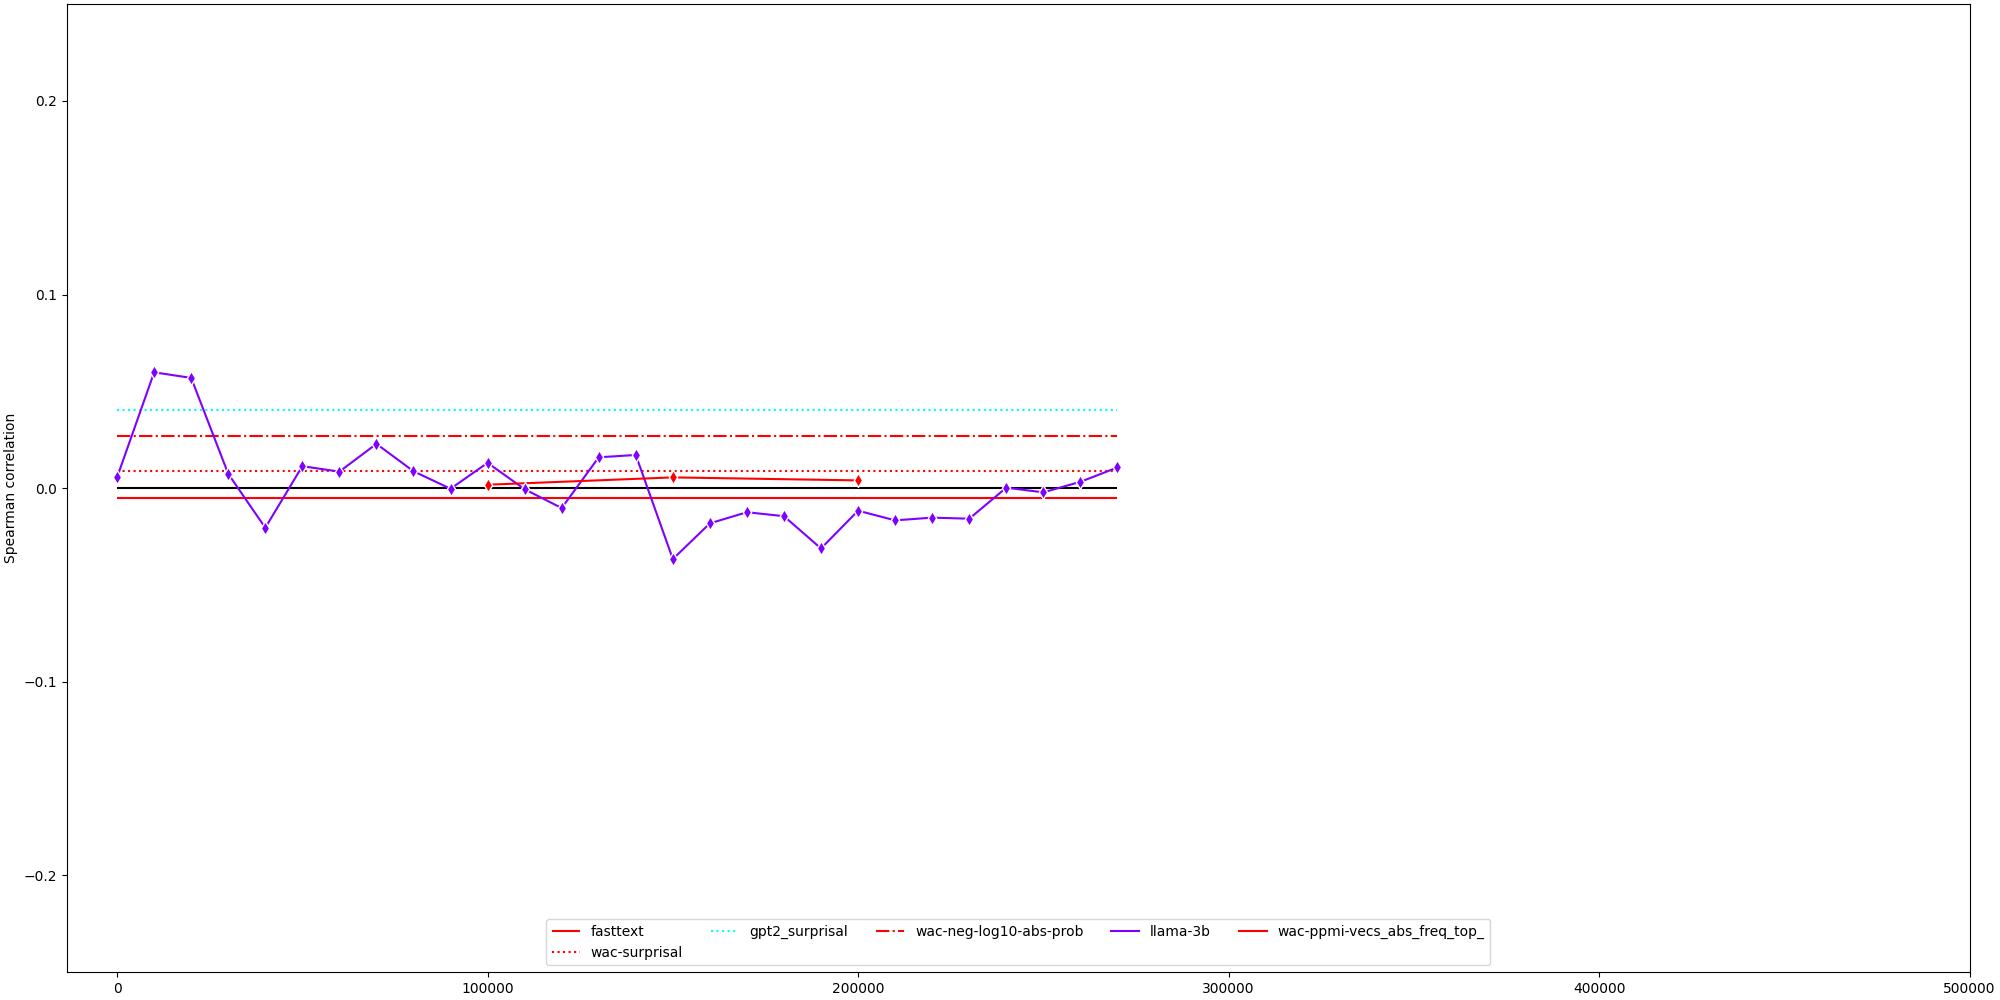 0.2
0.1
0.0
−0.1
−0.2
Spearman correlation
0 100000 200000 300000 400000 500000
fasttext gpt2_surprisal wac-neg-log10-abs-prob llama-3b wac-ppmi-vecs_abs_freq_top_
wac-surprisal